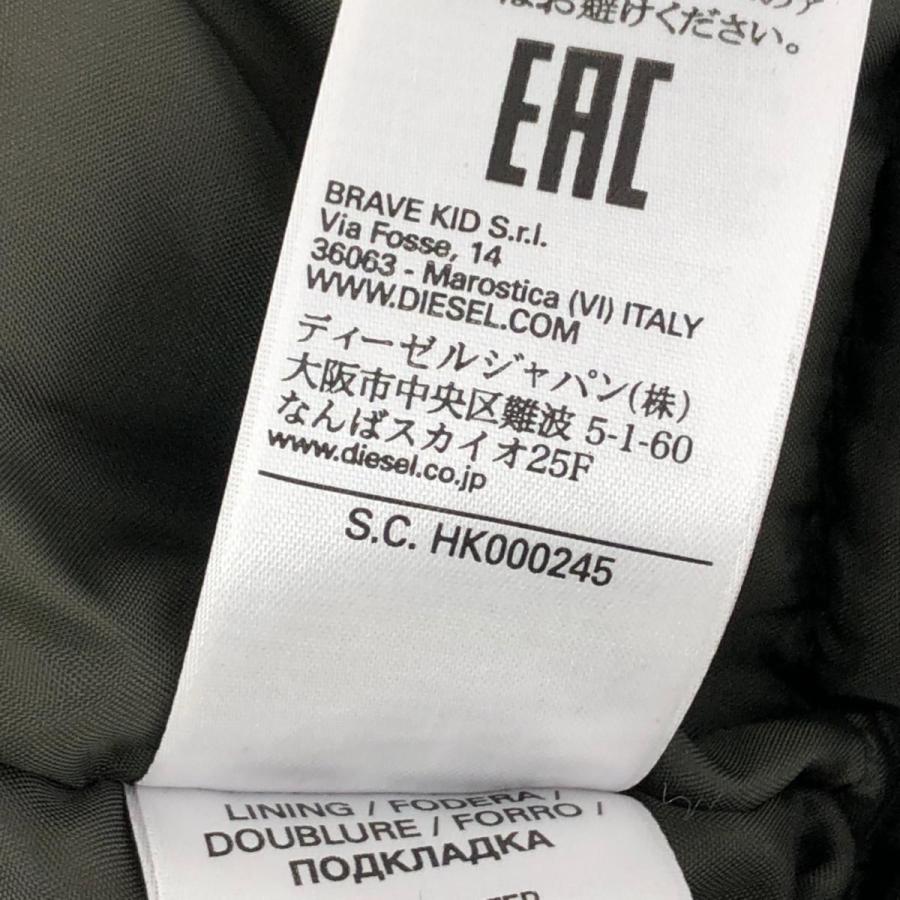 はお避けください。
EAC
BRAVE KID S.r.l.
Via Fosse, 14
36063 - Marostica (VI) ITALY
WWW.DIESEL.COM
ディーゼルジャパン(株)
大阪市中央区難波 5-1-60
なんばスカイオ25F
www.diesel.co.jp
S.C. HK000245
LINING / FODERA /
DOUBLURE / FORRO /
ПОДКЛАДКА